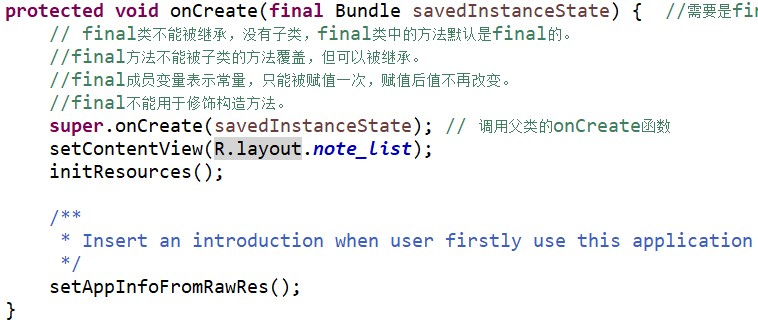 protected void onCreate(final Bundle savedInstanceState) {  //需要是fin
// final类不能被继承，没有子类，final类中的方法默认是final的。
//final方法不能被子类的方法覆盖，但可以被继承。
//final成员变量表示常量，只能被赋值一次，赋值后值不再改变。
//final不能用于修饰构造方法。
super.onCreate(savedInstanceState); // 调用父类的onCreate函数
setContentView(R.layout.note_list);
initResources();
/**
* Insert an introduction when user firstly use this application
*/
setAppInfoFromRawRes();
}